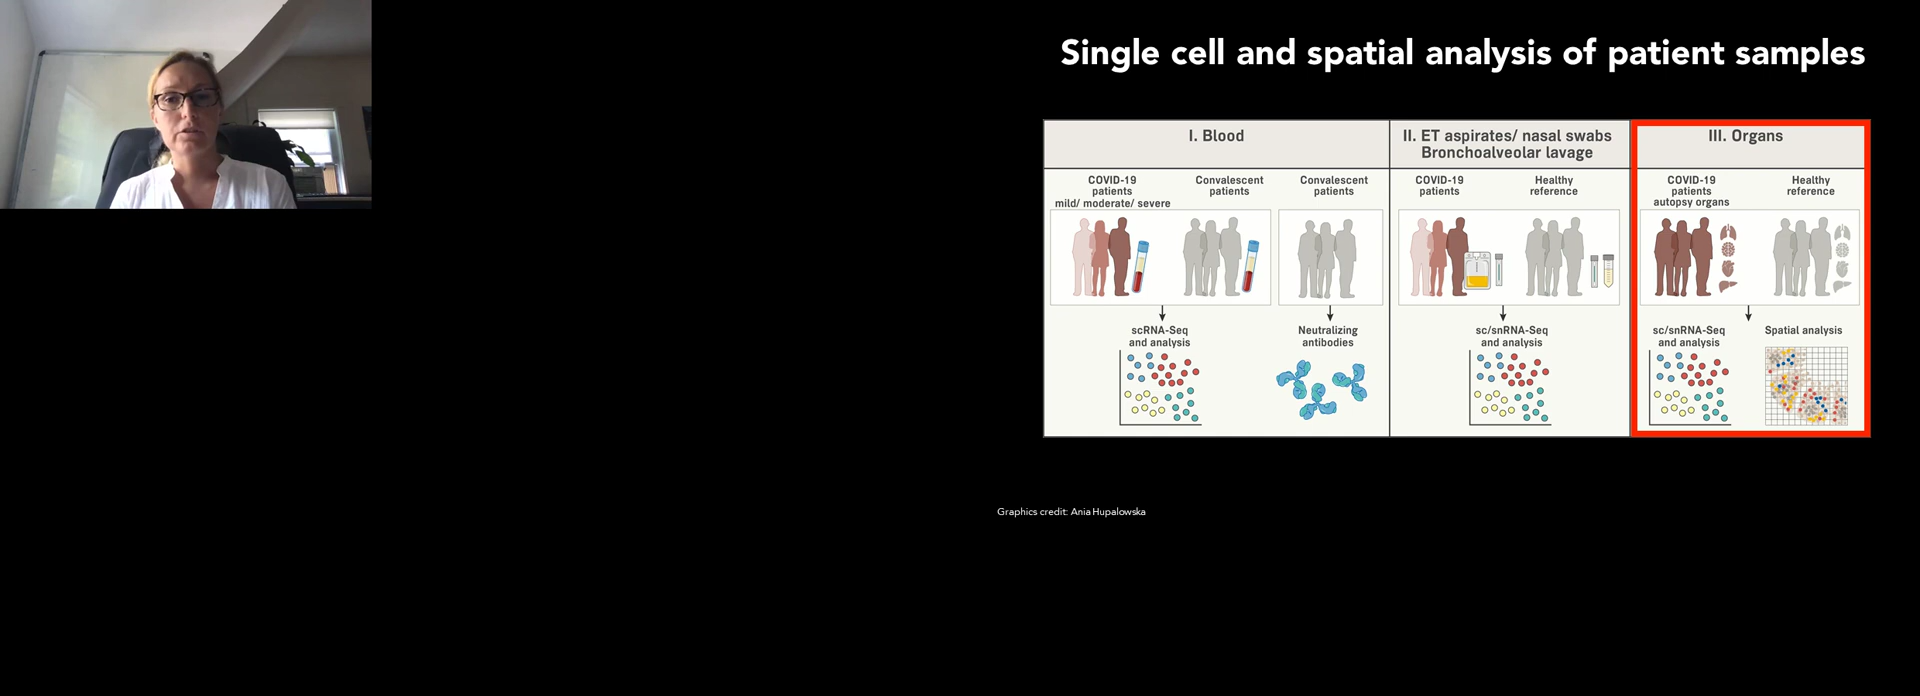 Single cell and spatial analysis of patient samples
I. Blood
COVID-19
patients
mild/ moderate/ severe
Convalescent
patients
Convalescent
patients
scRNA-Seq
and analysis
Neutralizing
antibodies
II. ET aspirates/ nasal swabs
Bronchoalveolar lavage
COVID-19
patients
Healthy
reference
sc/snRNA-Seq
and analysis
III. Organs
COVID-19
patients
autopsy organs
Healthy
reference
sc/snRNA-Seq
and analysis
Spatial analysis
Graphics credit: Ania Hupalowska